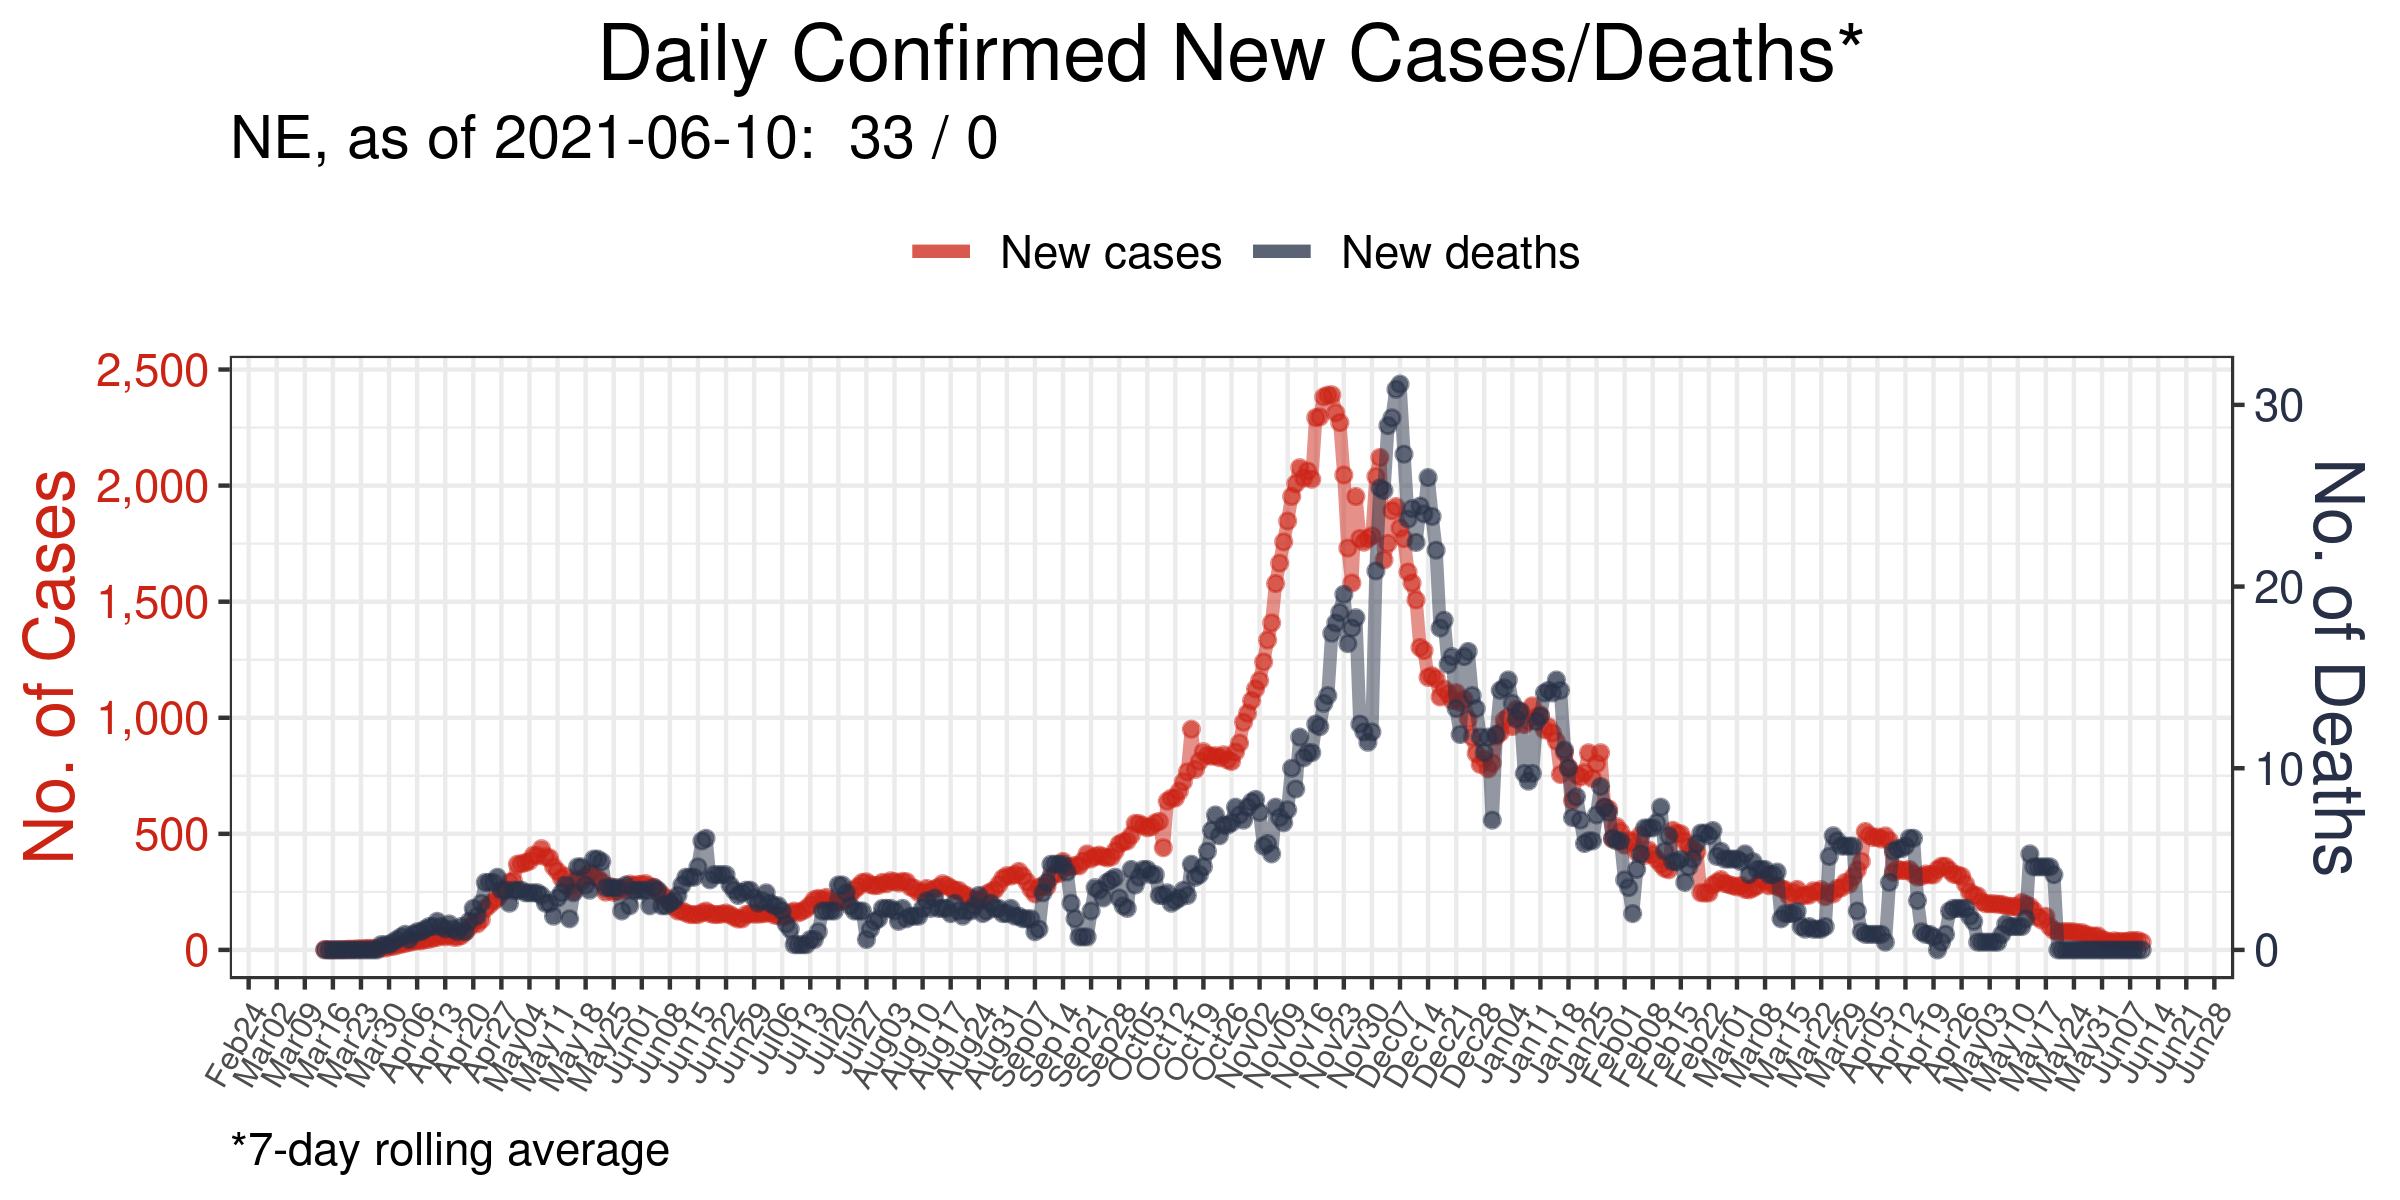 Daily Confirmed New Cases/Deaths*
NE, as of 2021-06-10:  33 / 0
New cases
New deaths
No. of Cases
2,500
2,000
1,500
1,000
500
0
30
20
10
0
No. of Deaths
Feb24
Mar02
Mar09
Mar16
Mar23
Mar30
Apr06
Apr13
Apr20
Apr27
May04
May11
May18
May25
Jun01
Jun08
Jun15
Jun22
Jun29
Jul06
Jul13
Jul20
Jul27
Aug03
Aug10
Aug17
Aug24
Aug31
Sep07
Sep14
Sep21
Sep28
Oct05
Oct12
Oct19
Oct26
Nov02
Nov09
Nov16
Nov23
Nov30
Dec07
Dec14
Dec21
Dec28
Jan04
Jan11
Jan18
Jan25
Feb01
Feb08
Feb15
Feb22
Mar01
Mar08
Mar15
Mar22
Mar29
Apr05
Apr12
Apr19
Apr26
May03
May10
May17
May24
May31
Jun07
Jun14
Jun21
Jun28
*7-day rolling average